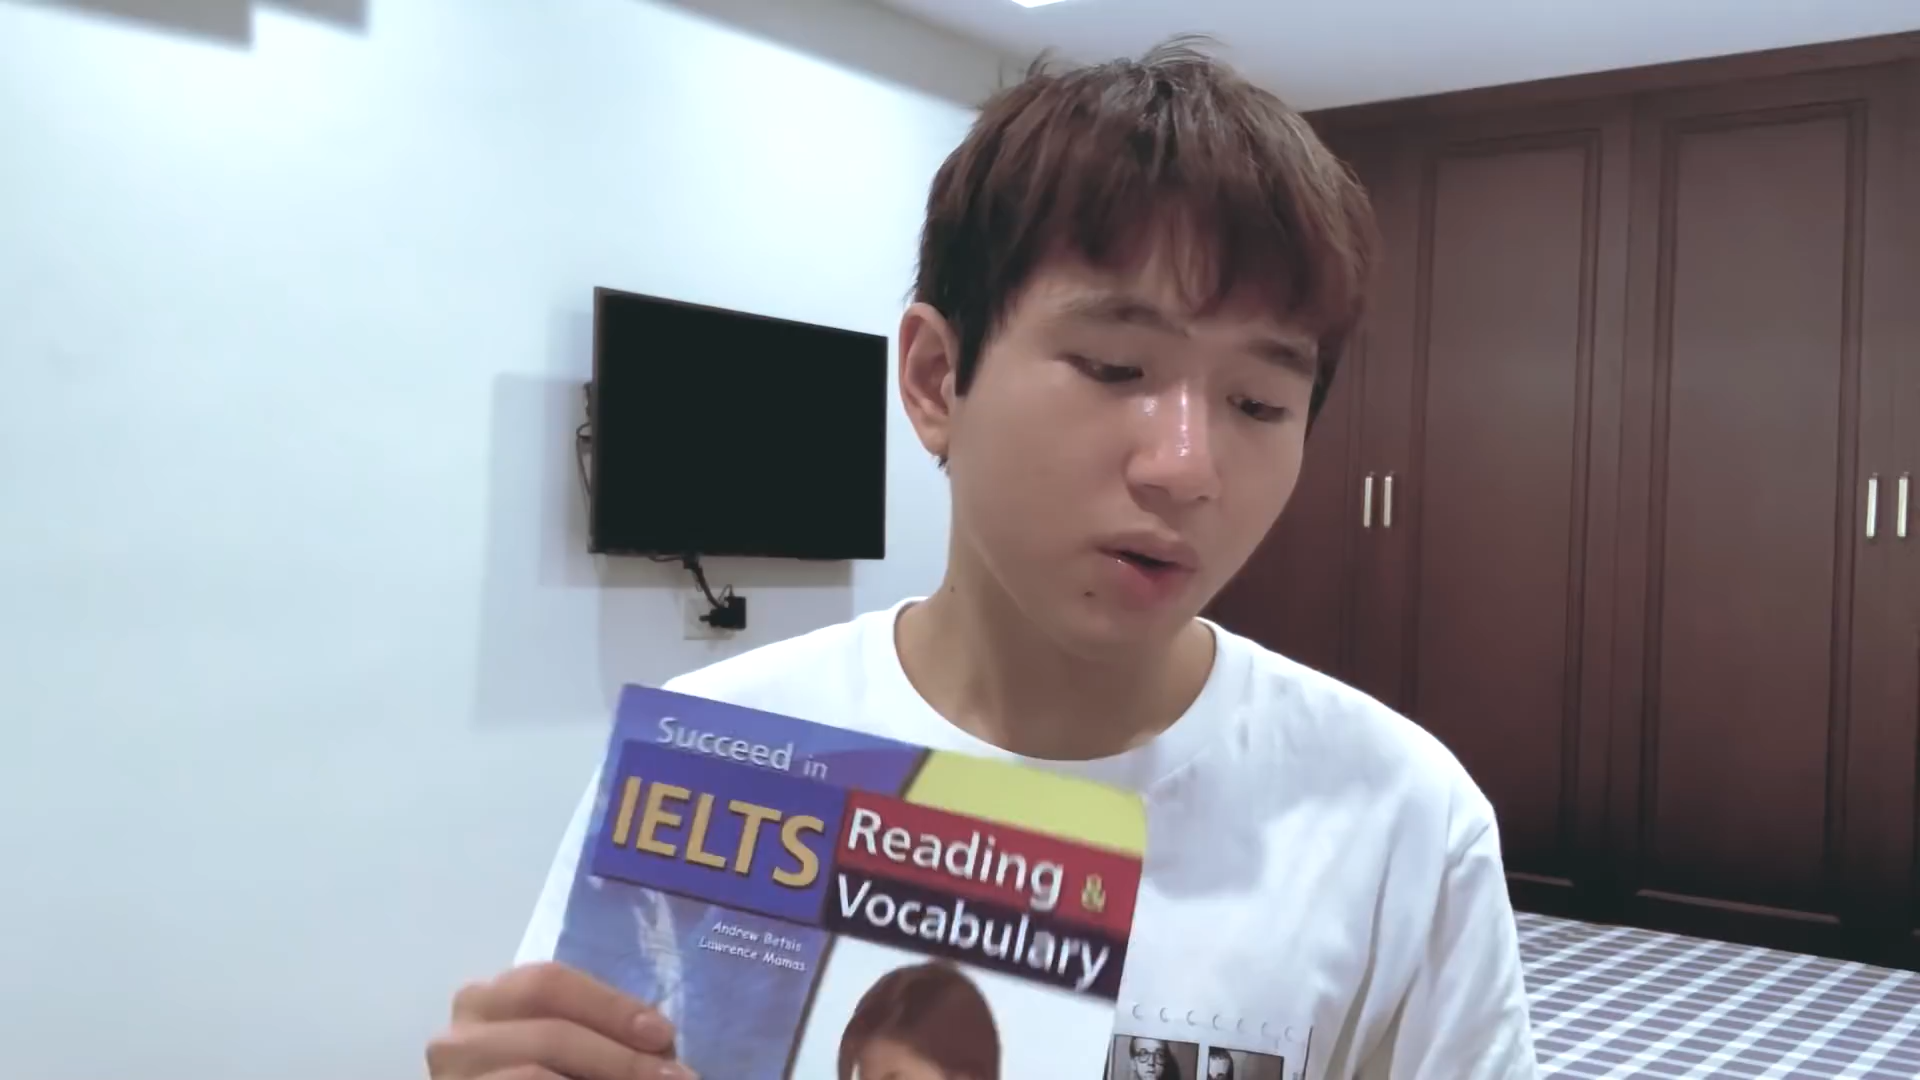 Succeed in
IELTS
Reading &
Vocabulary
Andrew Betsis
Lawrence Mamas